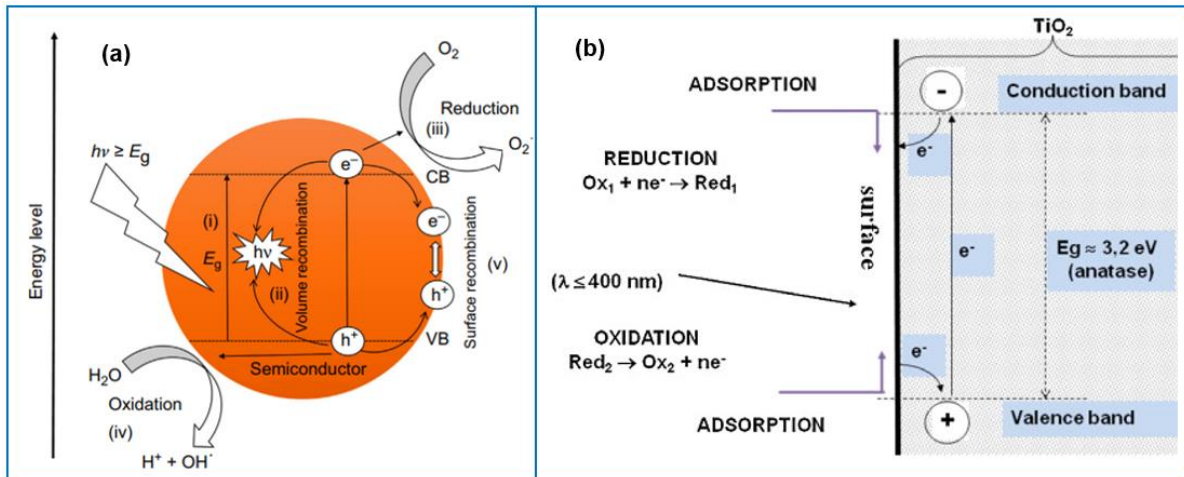 (a)
O₂
Reduction
(iii)
O₂˙
hν ≥ Eg
e⁻
CB
(i)
Eg
hν
(ii)
Volume recombination
e⁻
h⁺
(v)
Surface recombination
h⁺
VB
Semiconductor
H₂O
Oxidation
(iv)
H⁺ + OH˙
Energy level
(b)
TiO₂
ADSORPTION
-
Conduction band
e⁻
REDUCTION
Ox₁ + ne⁻ → Red₁
surface
e⁻
Eg ≈ 3,2 eV
(anatase)
(λ ≤ 400 nm)
OXIDATION
Red₂ → Ox₂ + ne⁻
e⁻
ADSORPTION
+
Valence band